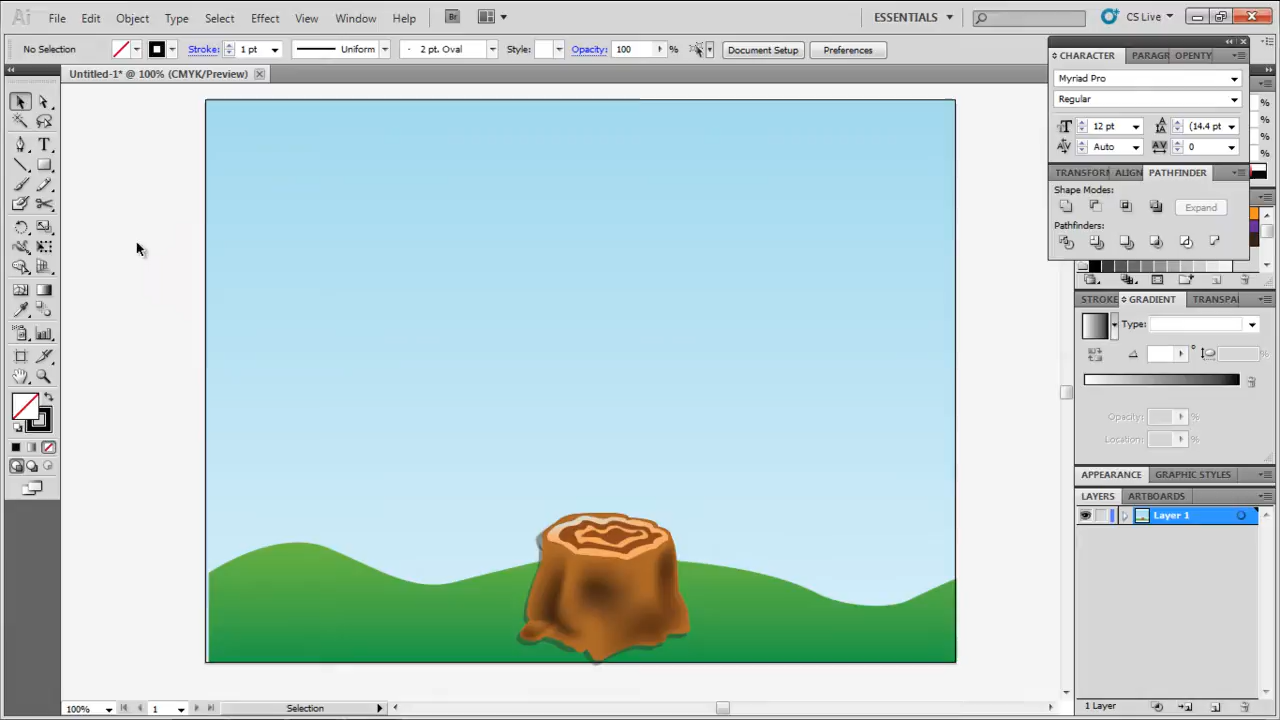 Ai File Edit Object Type Select Effect View Window Help Br ESSENTIALS CS Live
No Selection Stroke: 1 pt Uniform 2 pt. Oval Style: Opacity: 100 % Document Setup Preferences
Untitled-1* @ 100% (CMYK/Preview)
CHARACTER PARAGR OPENTY
Myriad Pro
Regular
12 pt (14.4 pt
Auto 0
TRANSFORM ALIGN PATHFINDER
Shape Modes:
Expand
Pathfinders:
%
%
%
%
STROKE GRADIENT TRANSPA
Type:
°
%
Opacity: %
Location: %
APPEARANCE GRAPHIC STYLES
LAYERS ARTBOARDS
Layer 1
1 Layer
100% 1 Selection